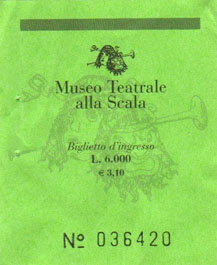 Museo Teatrale
alla Scala
Biglietto d'ingresso
L. 6.000
€ 3,10
Nº 036420